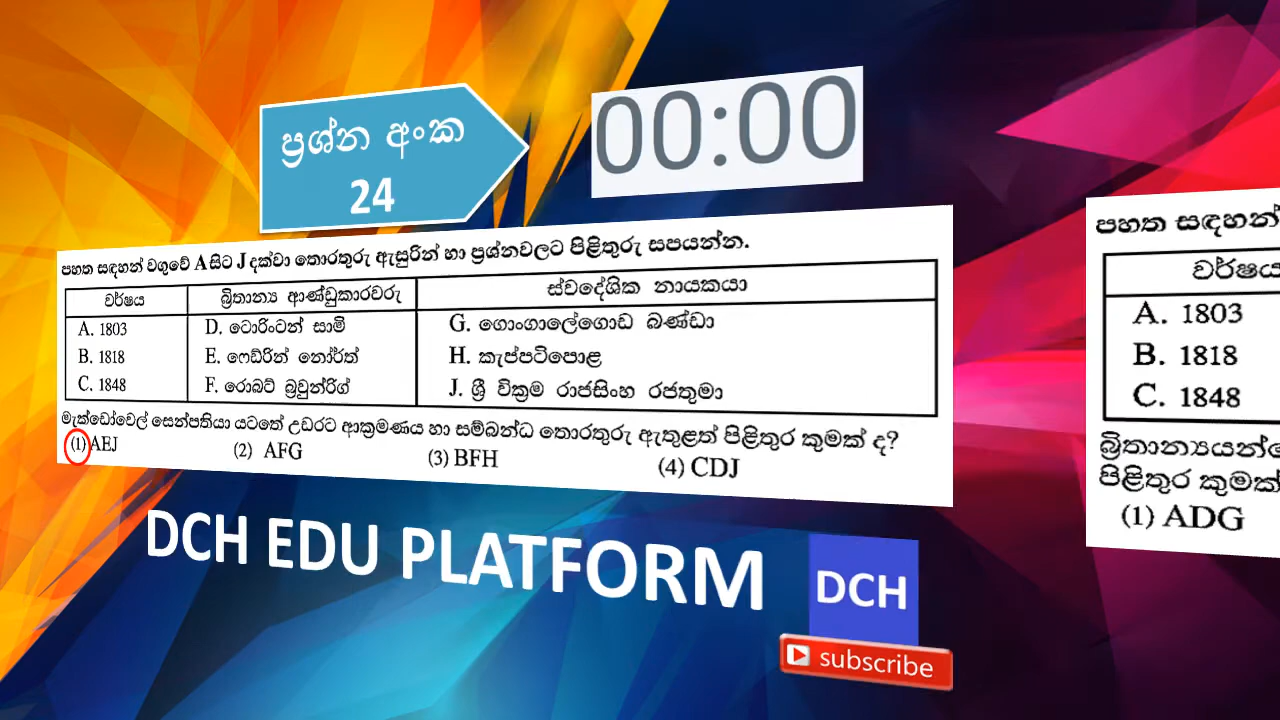 ප්‍රශ්න අංක
24
00:00
පහත සඳහන් වගුවේ A සිට J දක්වා තොරතුරු ඇසුරින් හා ප්‍රශ්නවලට පිළිතුරු සපයන්න.
වර්ෂය බ්‍රිතාන්‍ය ආණ්ඩුකාරවරු ස්වදේශික නායකයා
A. 1803 D. ටොරිංටන් සාමි G. ගොංගාලේගොඩ බණ්ඩා
B. 1818 E. ෆෙඩ්රින් නෝර්ත් H. කැප්පටිපොළ
C. 1848 F. රොබට් බ්‍රවුන්රිග් J. ශ්‍රී වික්‍රම රාජසිංහ රජතුමා
මැක්ඩෝවෙල් සෙන්පතියා යටතේ උඩරට ආක්‍රමණය හා සම්බන්ධ තොරතුරු ඇතුළත් පිළිතුර කුමක් ද?
(1) AEJ (2) AFG (3) BFH (4) CDJ
DCH EDU PLATFORM
DCH
subscribe
පහත සඳහන්
වර්ෂය
A. 1803
B. 1818
C. 1848
පිළිතුර කුමක්
(1) ADG